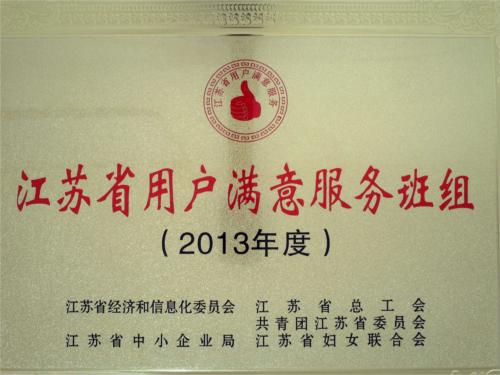 江苏省用户满意服务
江苏省用户满意服务班组
（2013年度）
江苏省经济和信息化委员会
江苏省总工会
共青团江苏省委员会
江苏省中小企业局
江苏省妇女联合会